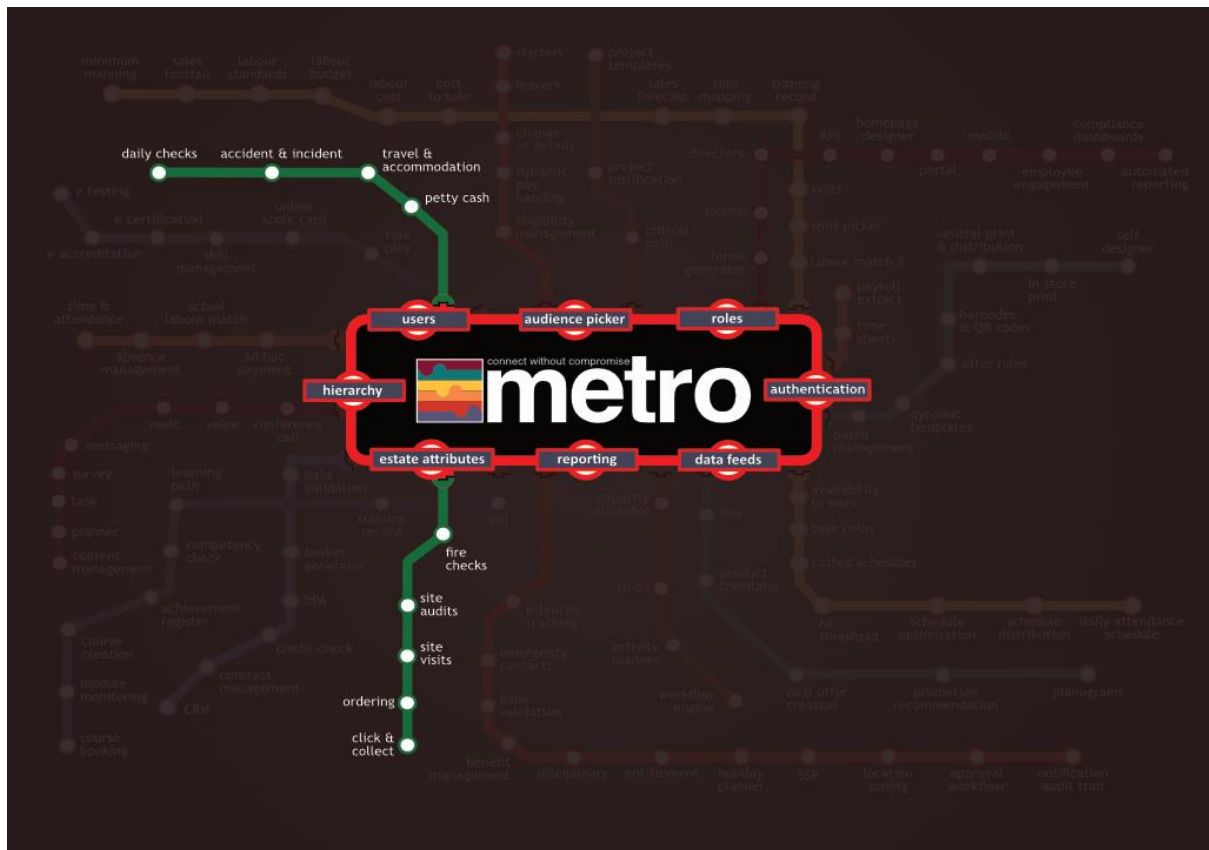 minimum
manning
sales
footfall
labour
standards
labour
budget
labour
cost
cost
to sale
starters
leavers
change
of details
dynamic
pay
banding
eligibility
management
project
templates
project
notification
critical
path
sales
forecast
role
mapping
training
record
directory
journal
forms
generator
skills
shift picker
labour match 5
KPI
homepage
designer
portal
mobile
employee
engagement
compliance
dashboards
automated
reporting
daily checks
accident & incident
travel &
accommodation
petty cash
e testing
e accreditation
e certification
skill
management
online
score card
role
play
central print
& distribution
in-store
print
self
designer
payroll
extract
time
sheets
barcodes
& QR codes
offer rules
dynamic
templates
batch
management
time &
attendance
absence
management
actual
labour match
ad hoc
payment
users
audience picker
roles
hierarchy
connect without compromise
metro
authentication
estate attributes
reporting
data feeds
vault
voice
conference
call
messaging
survey
task
planner
content
management
learning
path
data
validation
training
record
competency
check
basket
generator
achievement
register
DPA
credit check
course
creation
contract
management
module
monitoring
CRM
course
booking
fire
checks
site
audits
site
visits
ordering
click &
collect
capacity
calculator
to do
activity
planner
workflow
engine
PIM
product
translator
deal offer
creation
promotion
recommendation
planograms
availability
to work
base rotas
costed schedules
NI
threshold
schedule
optimisation
schedule
distribution
daily attendance
schedule
ethnicity
tracking
emergency
contacts
bank
validation
benefit
management
disciplinary
entitlement
holiday
planner
SSP
location
zoning
approval
workflow
notification
audit trail